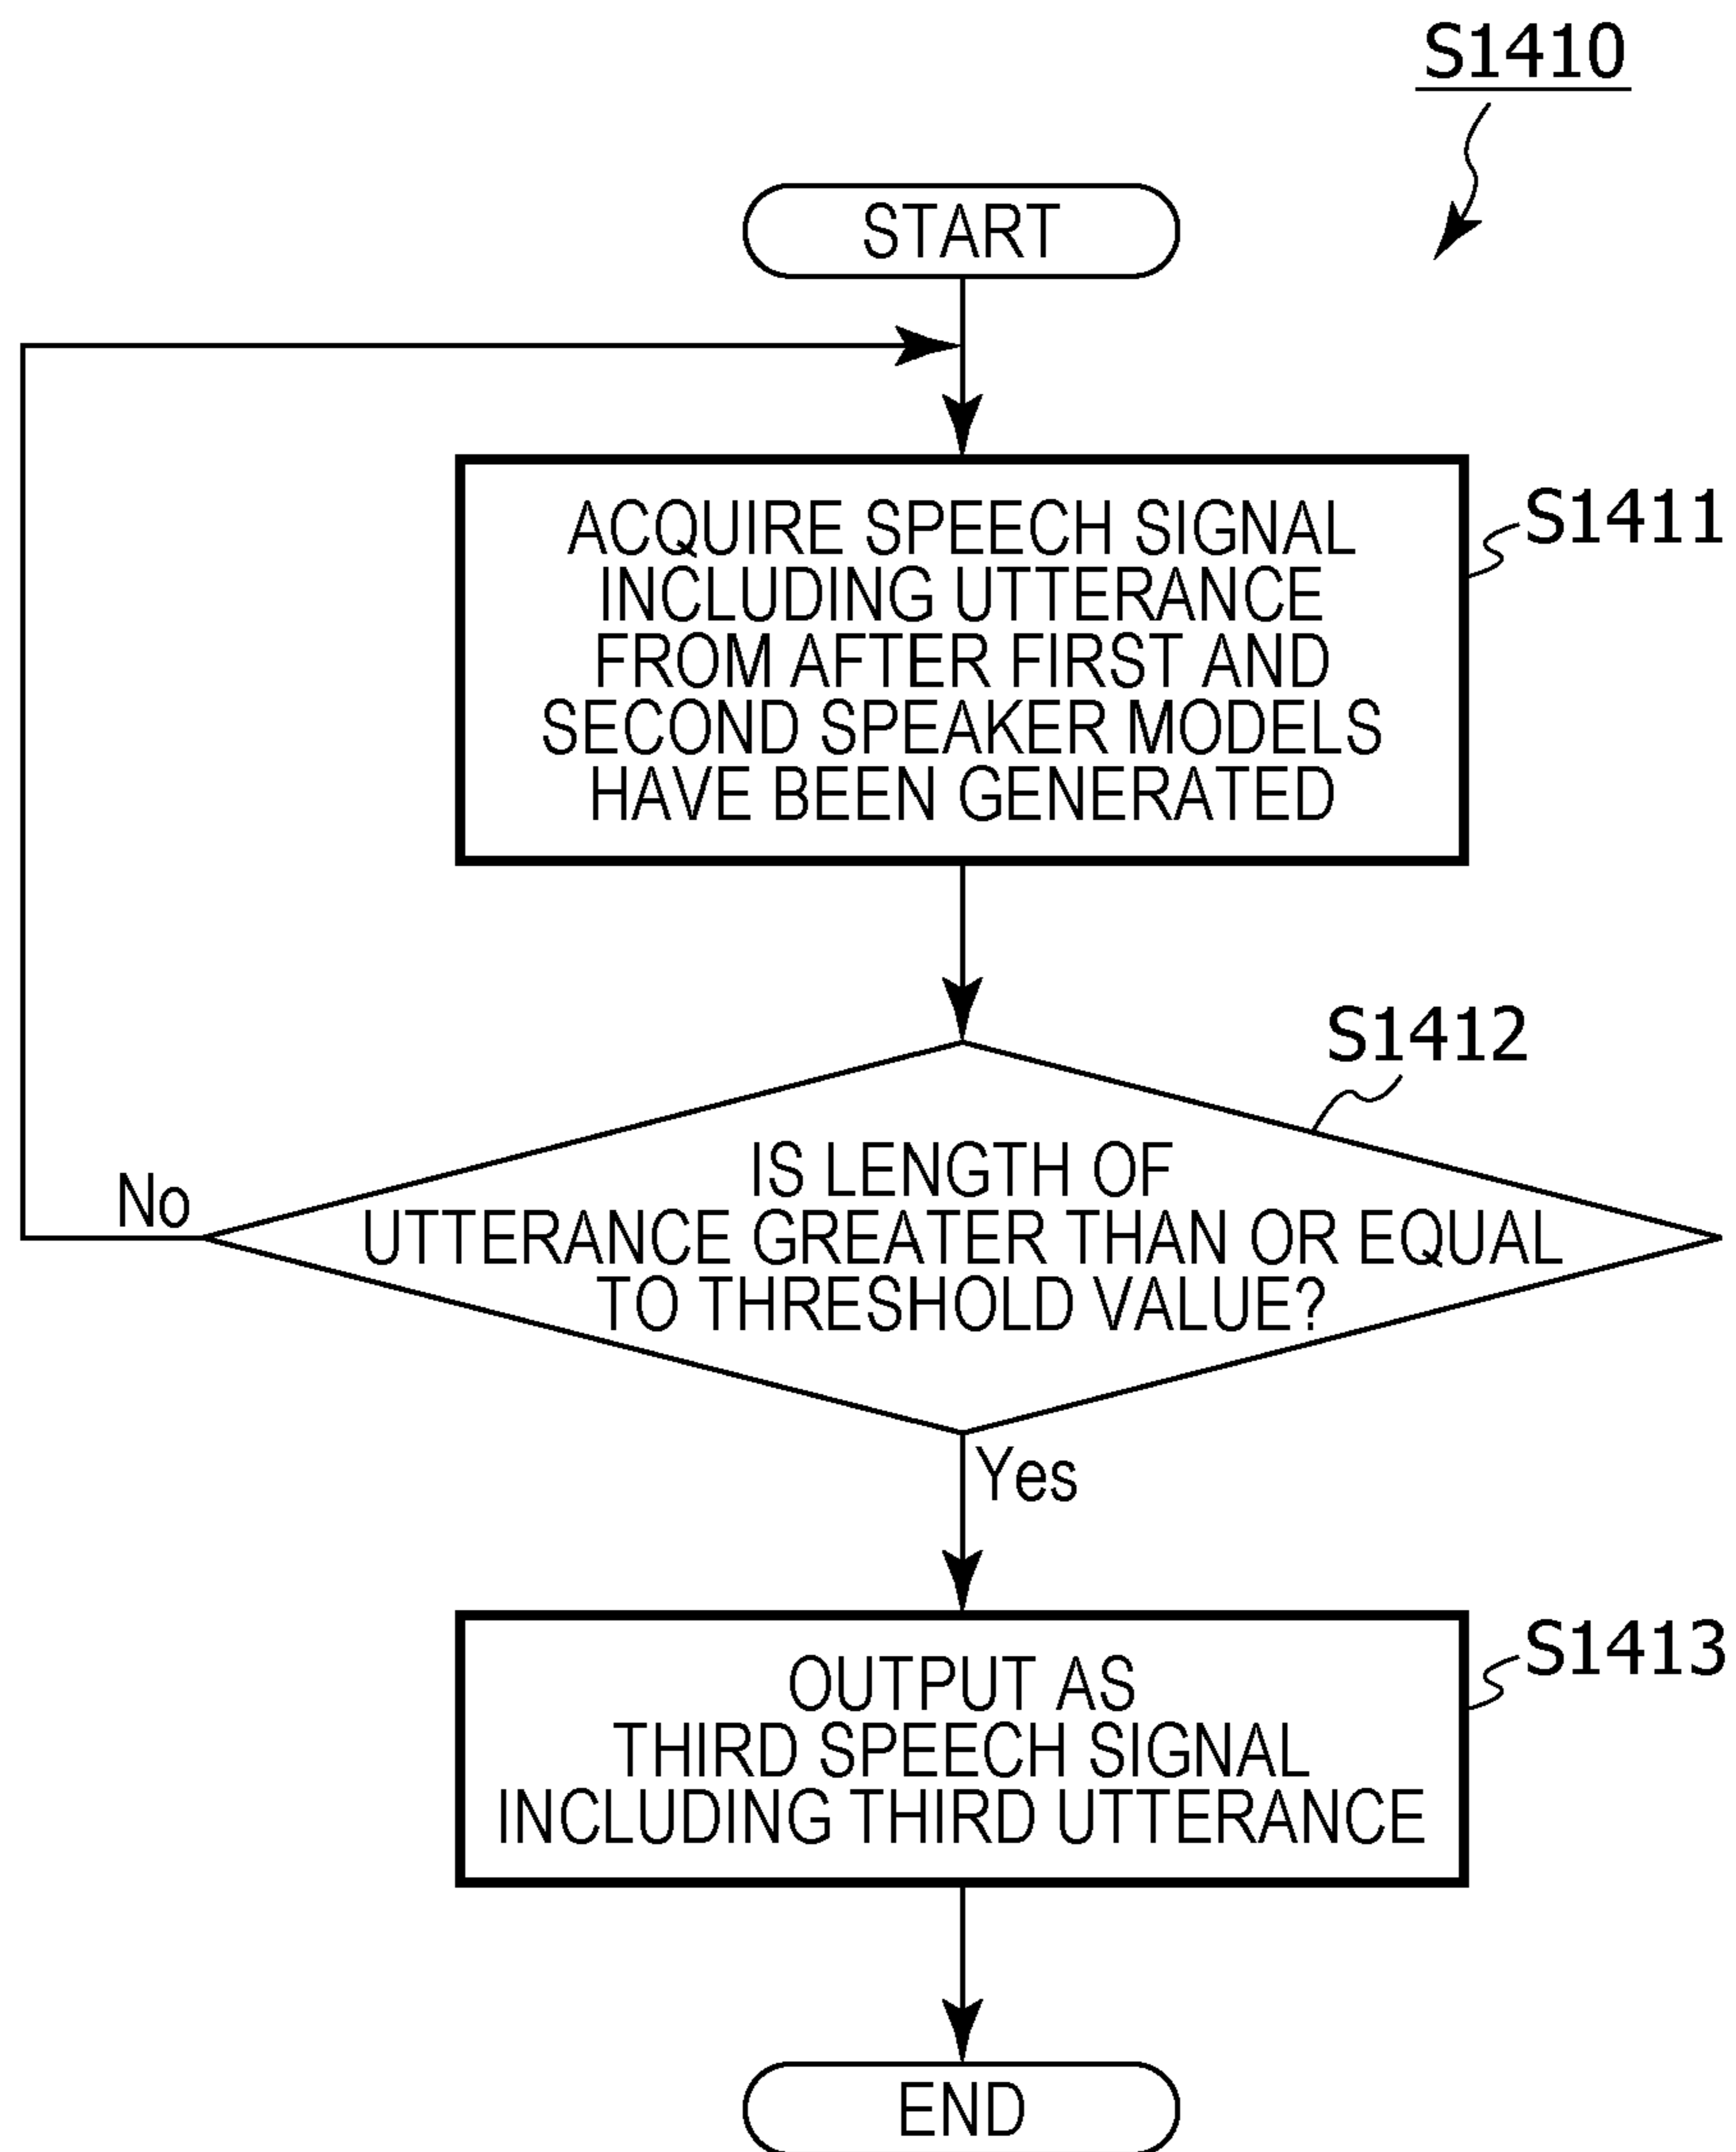 S1410
START
ACQUIRE SPEECH SIGNAL
INCLUDING UTTERANCE
FROM AFTER FIRST AND
SECOND SPEAKER MODELS
HAVE BEEN GENERATED
S1411
S1412
IS LENGTH OF
UTTERANCE GREATER THAN OR EQUAL
TO THRESHOLD VALUE?
No
Yes
OUTPUT AS
THIRD SPEECH SIGNAL
INCLUDING THIRD UTTERANCE
S1413
END